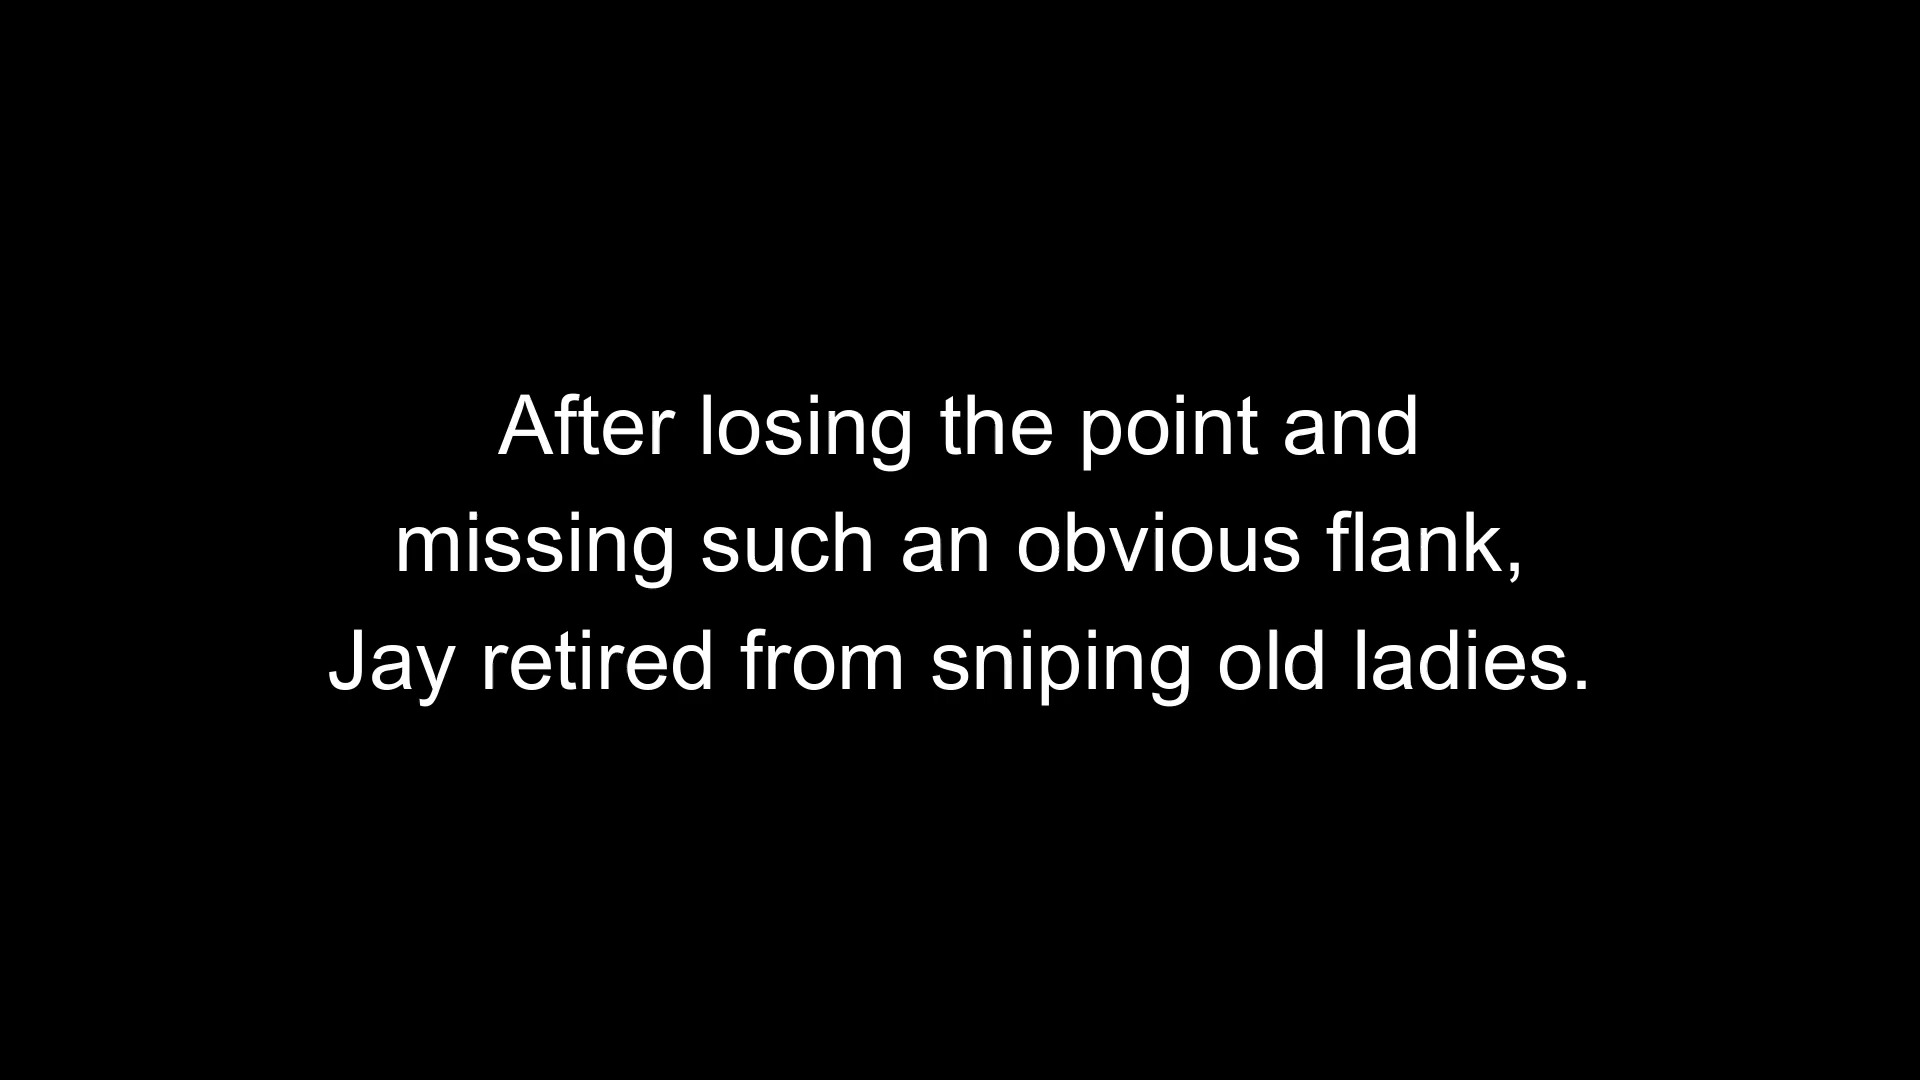 After losing the point and
missing such an obvious flank,
Jay retired from sniping old ladies.